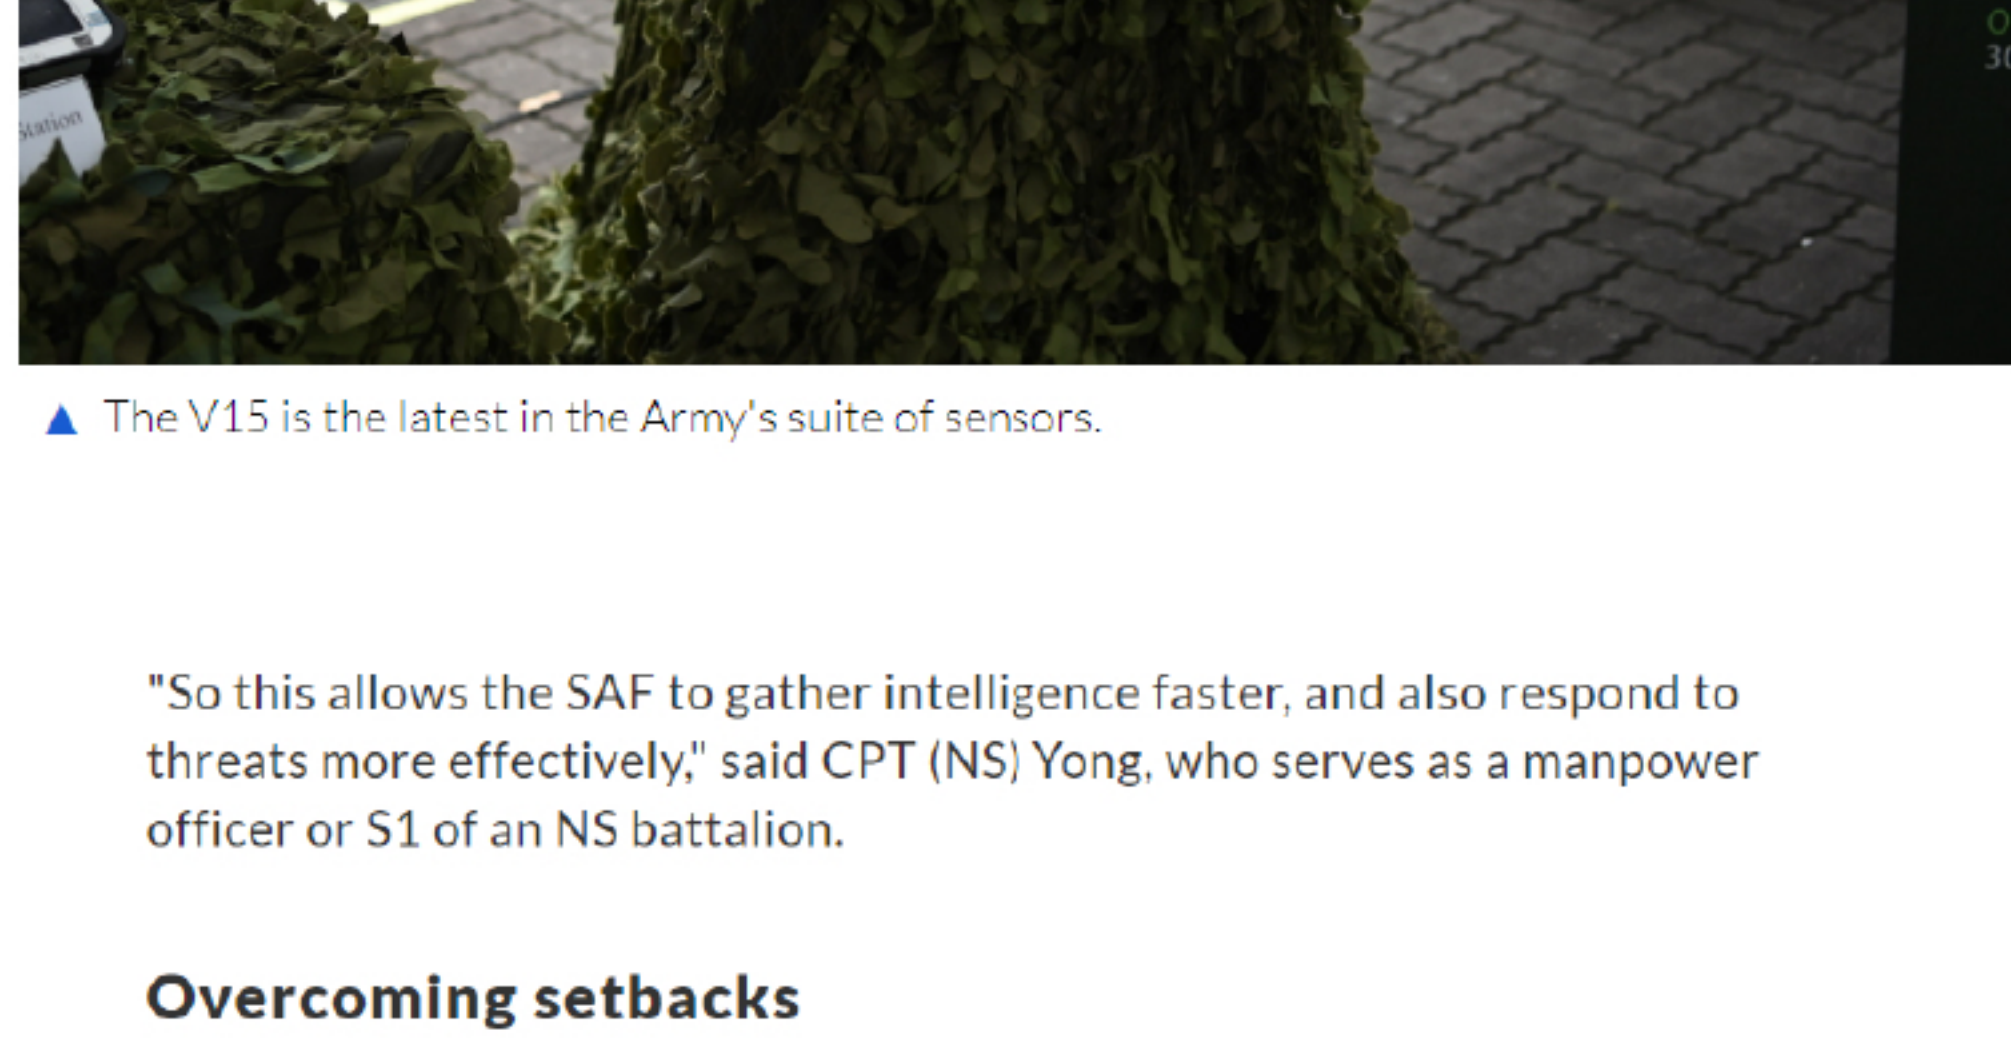 Station
30
▲ The V15 is the latest in the Army's suite of sensors.
"So this allows the SAF to gather intelligence faster, and also respond to
threats more effectively," said CPT (NS) Yong, who serves as a manpower
officer or S1 of an NS battalion.
Overcoming setbacks